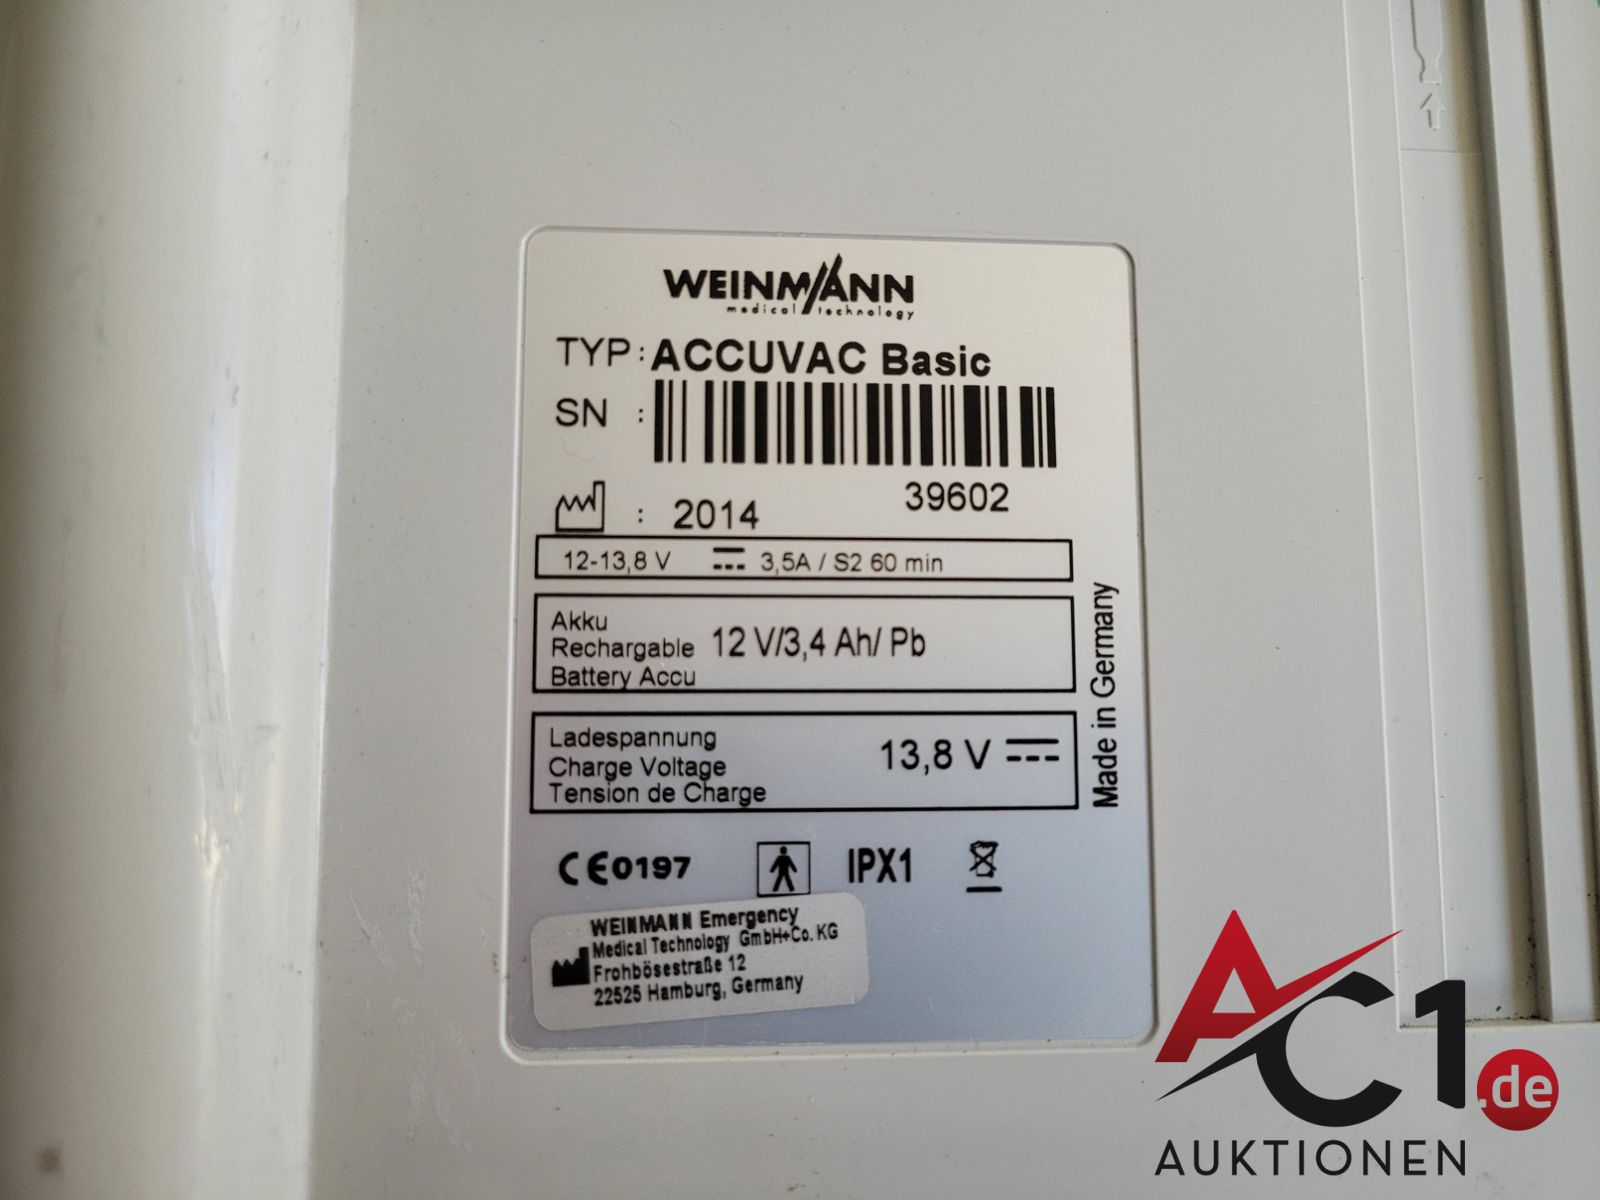 WEINMANN
medical technology
TYP: ACCUVAC Basic
SN :
39602
: 2014
12-13,8 V 3,5A / S2 60 min
Akku
Rechargable
Battery Accu
12 V/3,4 Ah/ Pb
Ladespannung
Charge Voltage
Tension de Charge
13,8 V
Made in Germany
CE0197
IPX1
WEINMANN Emergency
Medical Technology GmbH+Co. KG
Frohbösestraße 12
22525 Hamburg, Germany
AC1.de
AUKTIONEN